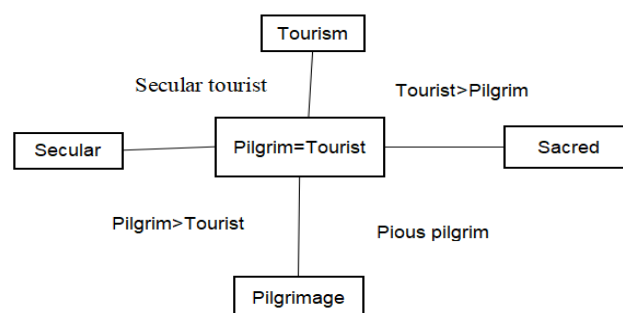 Tourism
Secular tourist
Tourist>Pilgrim
Secular
Pilgrim=Tourist
Sacred
Pilgrim>Tourist
Pious pilgrim
Pilgrimage